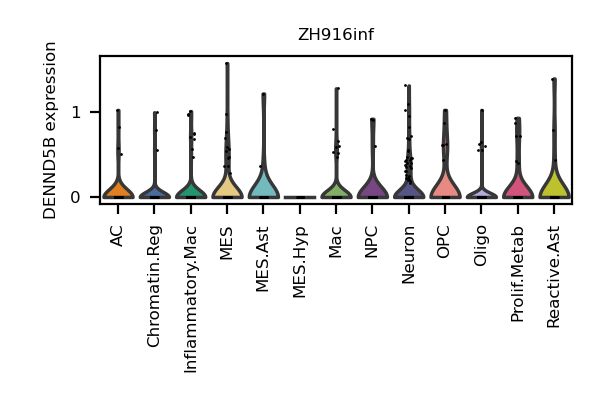 ZH916inf
DENND5B expression
1
0
AC
Chromatin.Reg
Inflammatory.Mac
MES
MES.Ast
MES.Hyp
Mac
NPC
Neuron
OPC
Oligo
Prolif.Metab
Reactive.Ast